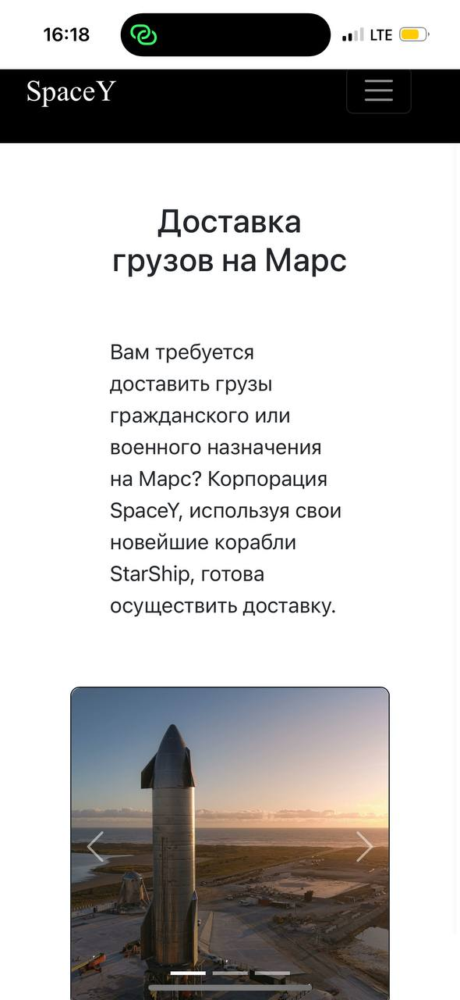 16:18
LTE
SpaceY
Доставка
грузов на Марс
Вам требуется
доставить грузы
гражданского или
военного назначения
на Марс? Корпорация
SpaceY, используя свои
новейшие корабли
StarShip, готова
осуществить доставку.